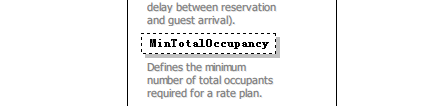 delay between reservation
and guest arrival).
MinTotalOccupancy
Defines the minimum
number of total occupants
required for a rate plan.